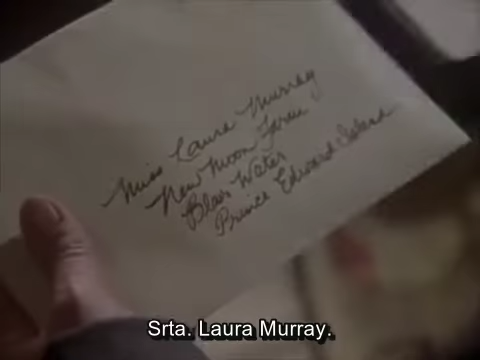 Miss Laura Murray
New Moon Farm
Blair Water
Prince Edward Island
Srta. Laura Murray.